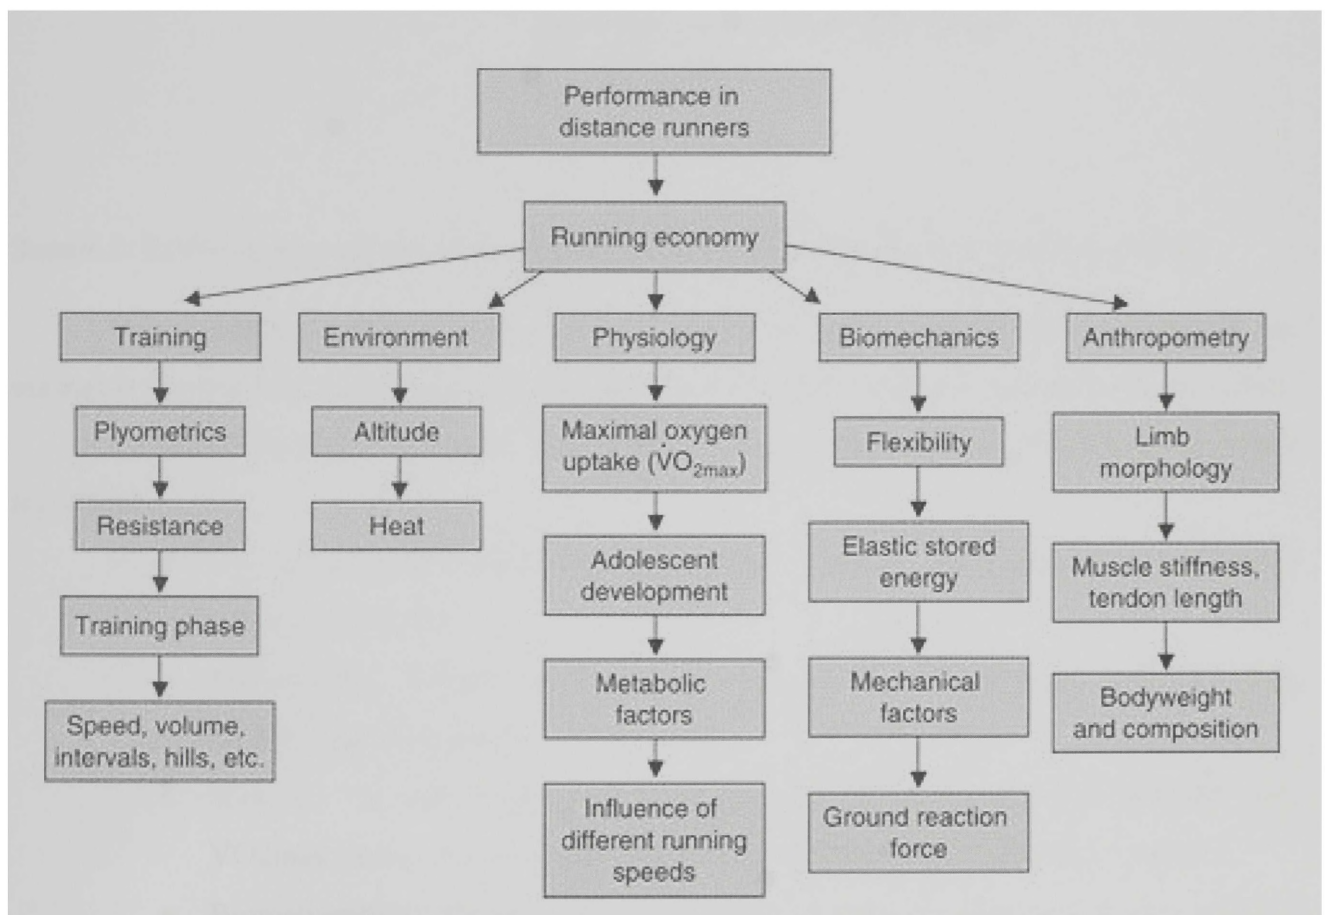 Performance in
distance runners
Running economy
Training
Environment
Physiology
Biomechanics
Anthropometry
Plyometrics
Resistance
Training phase
Speed, volume,
intervals, hills, etc.
Altitude
Heat
Maximal oxygen
uptake (V̇O₂max)
Adolescent
development
Metabolic
factors
Influence of
different running
speeds
Flexibility
Elastic stored
energy
Mechanical
factors
Ground reaction
force
Limb
morphology
Muscle stiffness,
tendon length
Bodyweight
and composition